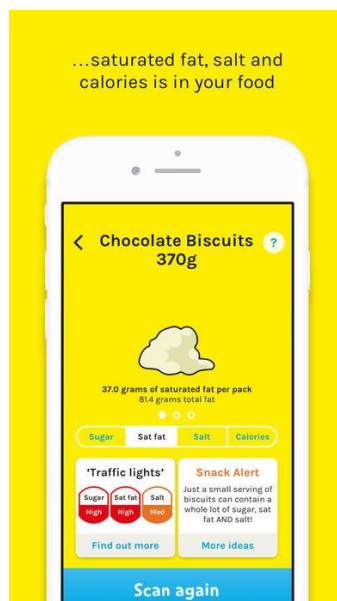 ...saturated fat, salt and
calories is in your food
Chocolate Biscuits
370g
?
37.0 grams of saturated fat per pack
81.4 grams total fat
Sugar
Sat fat
Salt
Calories
'Traffic lights'
Sugar
Sat fat
Salt
High
High
Med
Find out more
Snack Alert
Just a small serving of
biscuits can contain a
whole lot of sugar, sat
fat AND salt!
More ideas
Scan again